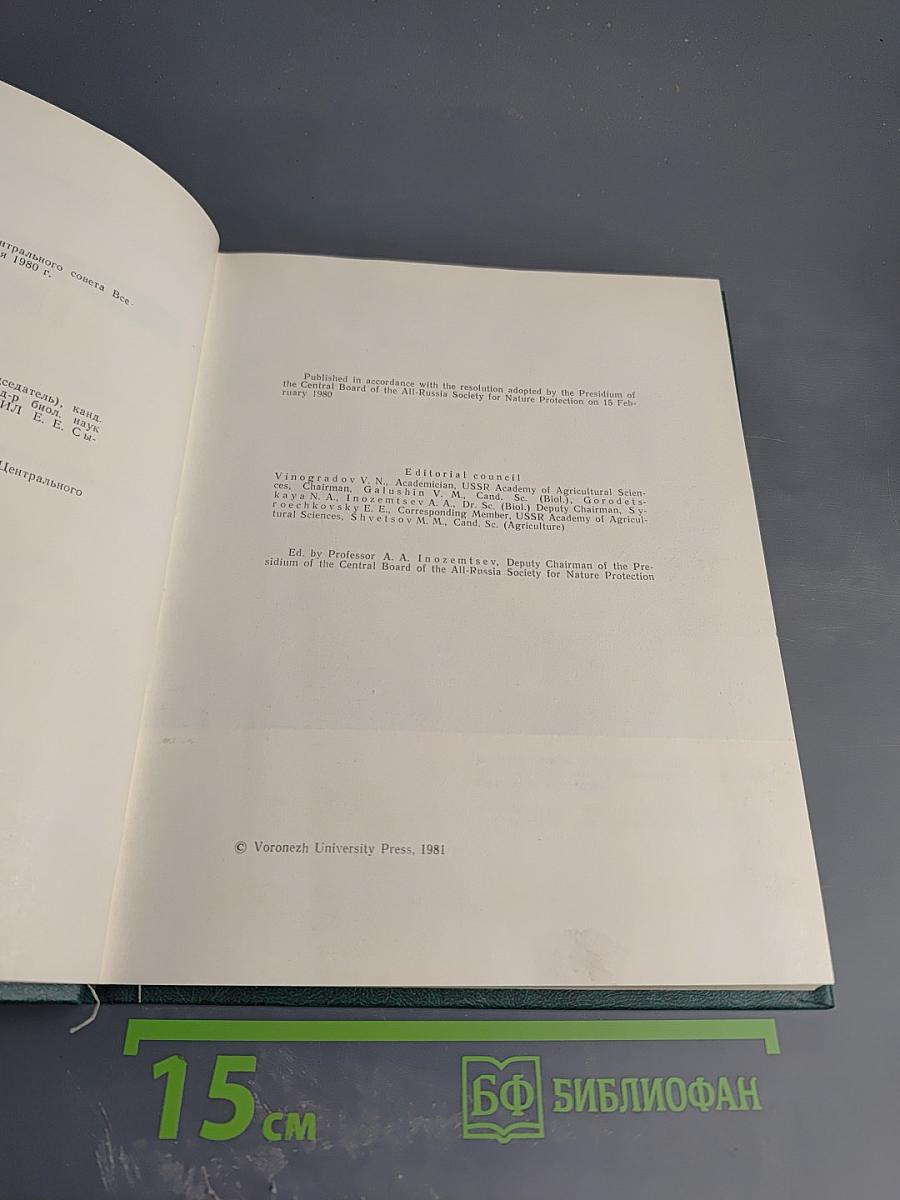 нтрального совета Все-
я 1980 г.
седатель), канд.
д-р биол. наук
ИЛ Е. Е. Сы-
Центрального
Published in accordance with the resolution adopted by the Presidium of
the Central Board of the All-Russia Society for Nature Protection on 15 Feb-
ruary 1980
Editorial council
Vinogradov V. N., Academician, USSR Academy of Agricultural Scien-
ces, Chairman, Galushin V. M., Cand. Sc. (Biol.), Gorodets-
kaya N. A., Inozemtsev A. A., Dr. Sc. (Biol.) Deputy Chairman, Sy-
roechkovsky E. E., Corresponding Member, USSR Academy of Agricul-
tural Sciences, Shvetsov M. M., Cand. Sc. (Agriculture)
Ed. by Professor A. A. Inozemtsev, Deputy Chairman of the Pre-
sidium of the Central Board of the All-Russia Society for Nature Protection
© Voronezh University Press, 1981
15 см
БФ БИБЛИОФАН